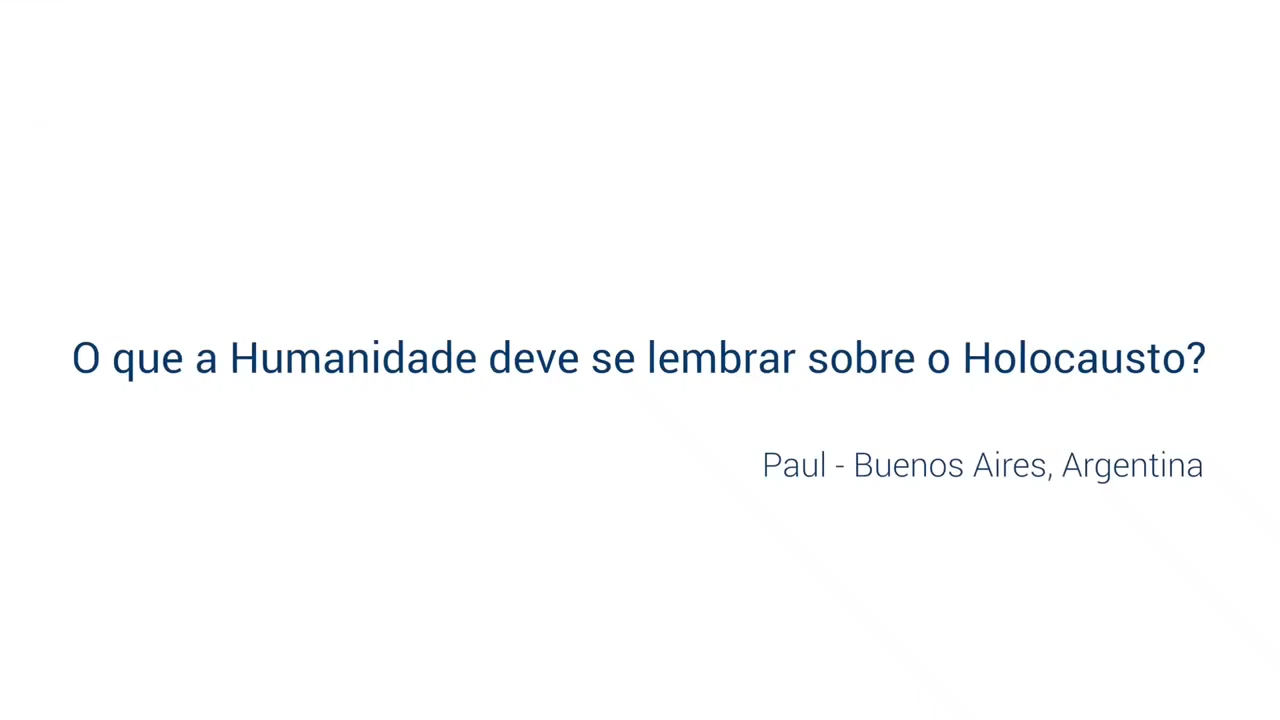 O que a Humanidade deve se lembrar sobre o Holocausto?
Paul - Buenos Aires, Argentina